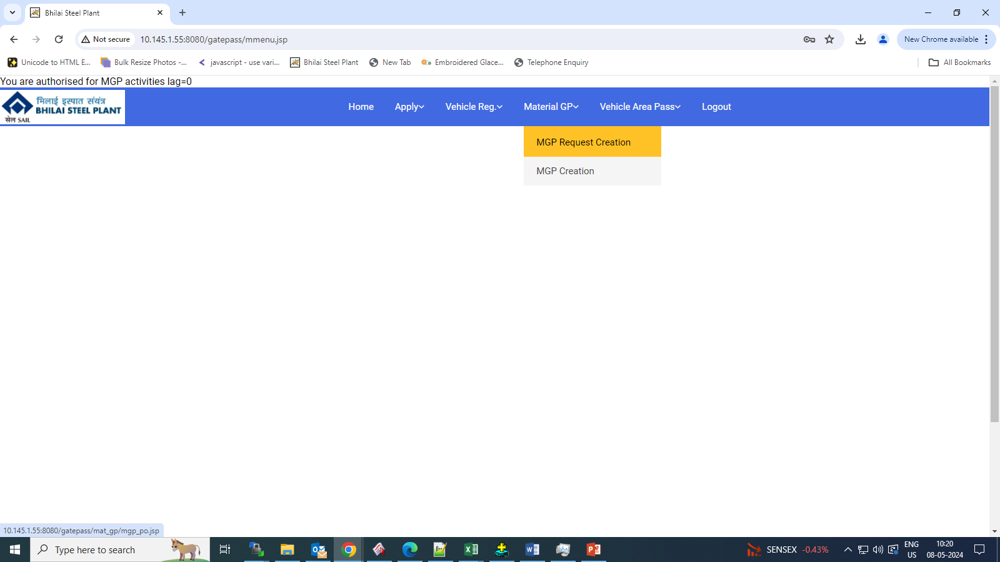 Bhilai Steel Plant
Not secure
10.145.1.55:8080/gatepass/mmenu.jsp
New Chrome available
Unicode to HTML E...
Bulk Resize Photos -...
javascript - use vari...
Bhilai Steel Plant
New Tab
Embroidered Glace...
Telephone Enquiry
All Bookmarks
You are authorised for MGP activities lag=0
भिलाई इस्पात संयंत्र
BHILAI STEEL PLANT
सेल SAIL
Home
Apply
Vehicle Reg.
Material GP
Vehicle Area Pass
Logout
MGP Request Creation
MGP Creation
10.145.1.55:8080/gatepass/mat_gp/mgp_po.jsp
Type here to search
SENSEX -0.43%
ENG
US
10:20
08-05-2024